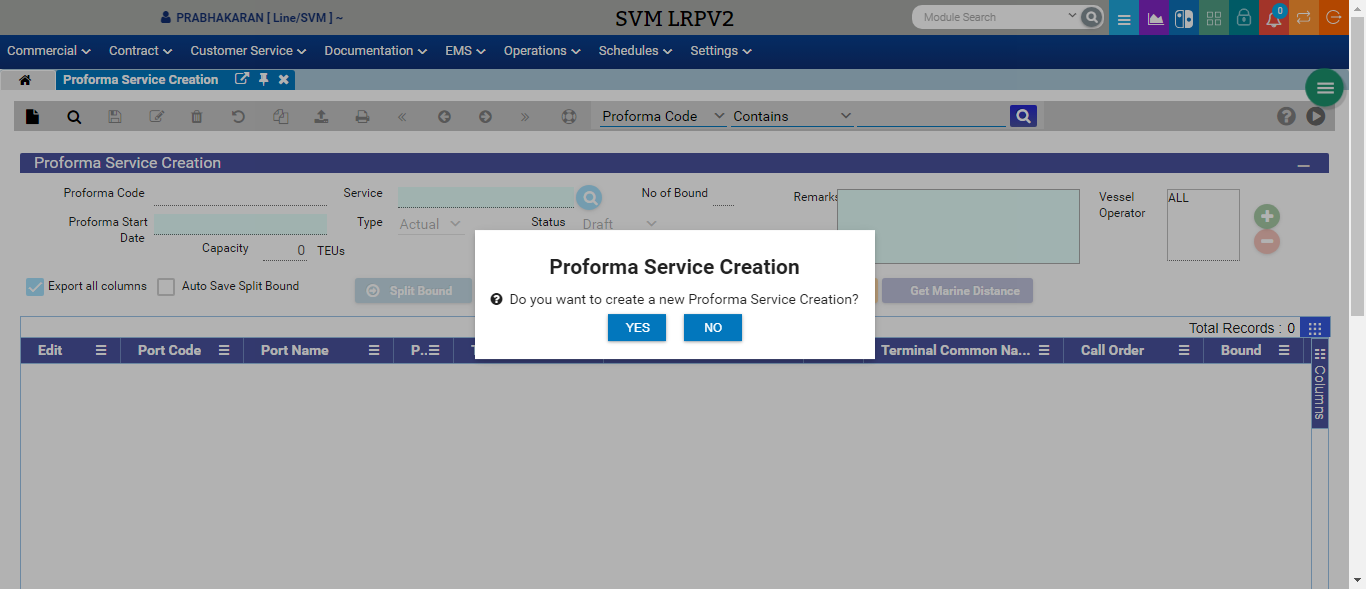 PRABHAKARAN [ Line/SVM ] ~
SVM LRPV2
Module Search
0
Commercial Contract Customer Service Documentation EMS Operations Schedules Settings
Proforma Service Creation
Proforma Code Contains
Proforma Service Creation
Proforma Code Service No of Bound Remarks Vessel Operator ALL
Proforma Start Date Type Actual Status Draft
Capacity 0 TEUs
Export all columns Auto Save Split Bound Split Bound Get Marine Distance
Proforma Service Creation
Do you want to create a new Proforma Service Creation?
YES NO
Total Records : 0
Edit Port Code Port Name P.. Terminal Common Na... Call Order Bound
Columns